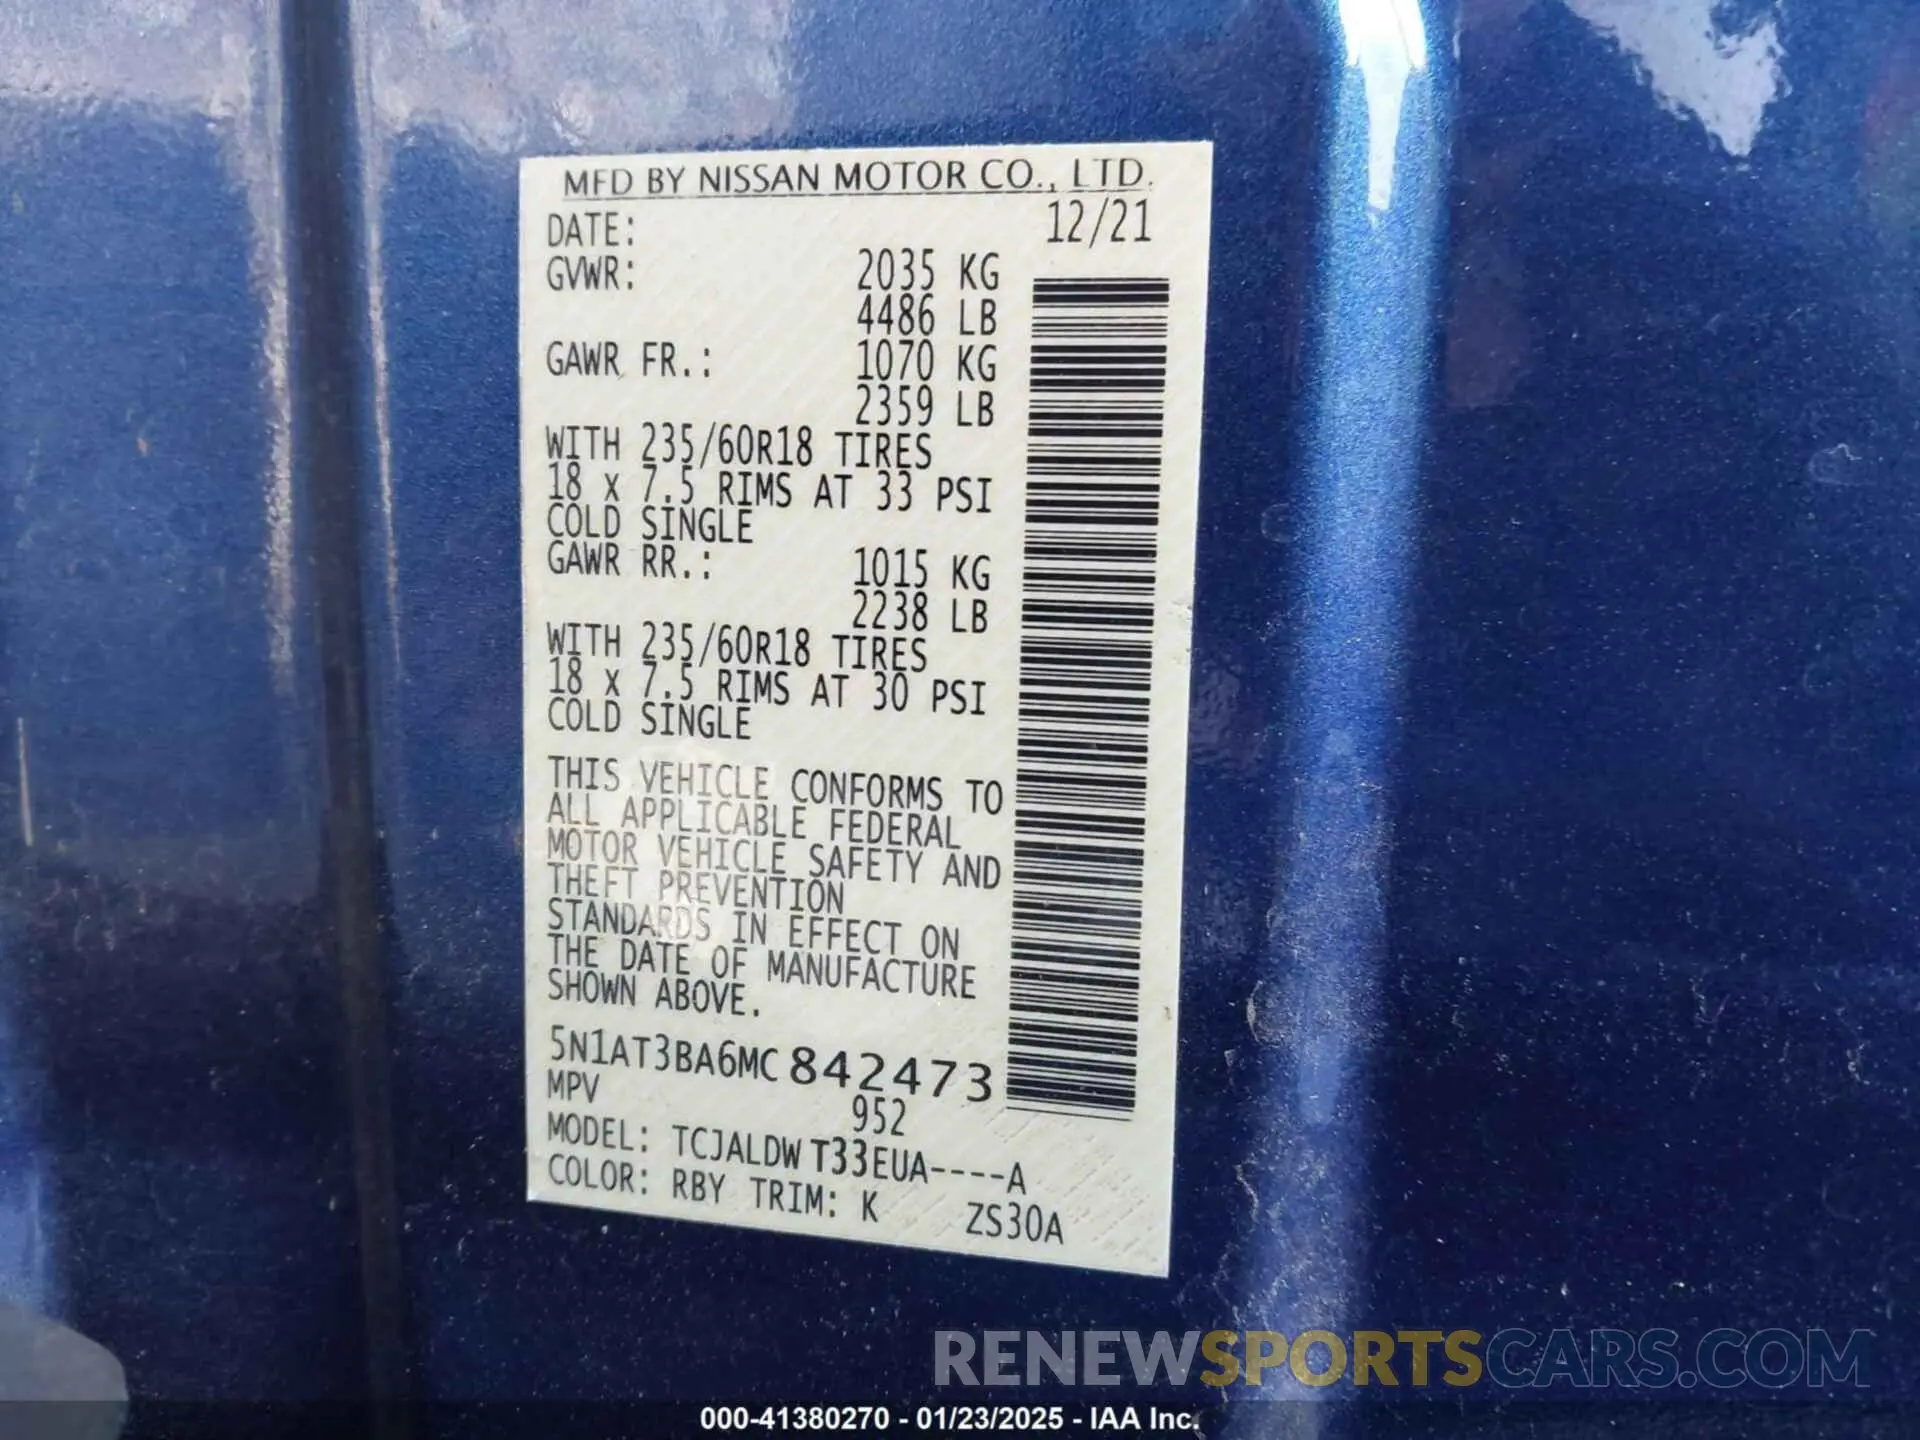 MFD BY NISSAN MOTOR CO., LTD.
DATE: 12/21
GVWR: 2035 KG
4486 LB
GAWR FR.: 1070 KG
2359 LB
WITH 235/60R18 TIRES
18 x 7.5 RIMS AT 33 PSI
COLD SINGLE
GAWR RR.: 1015 KG
2238 LB
WITH 235/60R18 TIRES
18 x 7.5 RIMS AT 30 PSI
COLD SINGLE
THIS VEHICLE CONFORMS TO
ALL APPLICABLE FEDERAL
MOTOR VEHICLE SAFETY AND
THEFT PREVENTION
STANDARDS IN EFFECT ON
THE DATE OF MANUFACTURE
SHOWN ABOVE.
5N1AT3BA6MC842473
MPV 952
MODEL: TCJALDW T33EUA----A
COLOR: RBY TRIM: K ZS30A
RENEWSPORTSCARS.COM
000-41380270 - 01/23/2025 - IAA Inc.